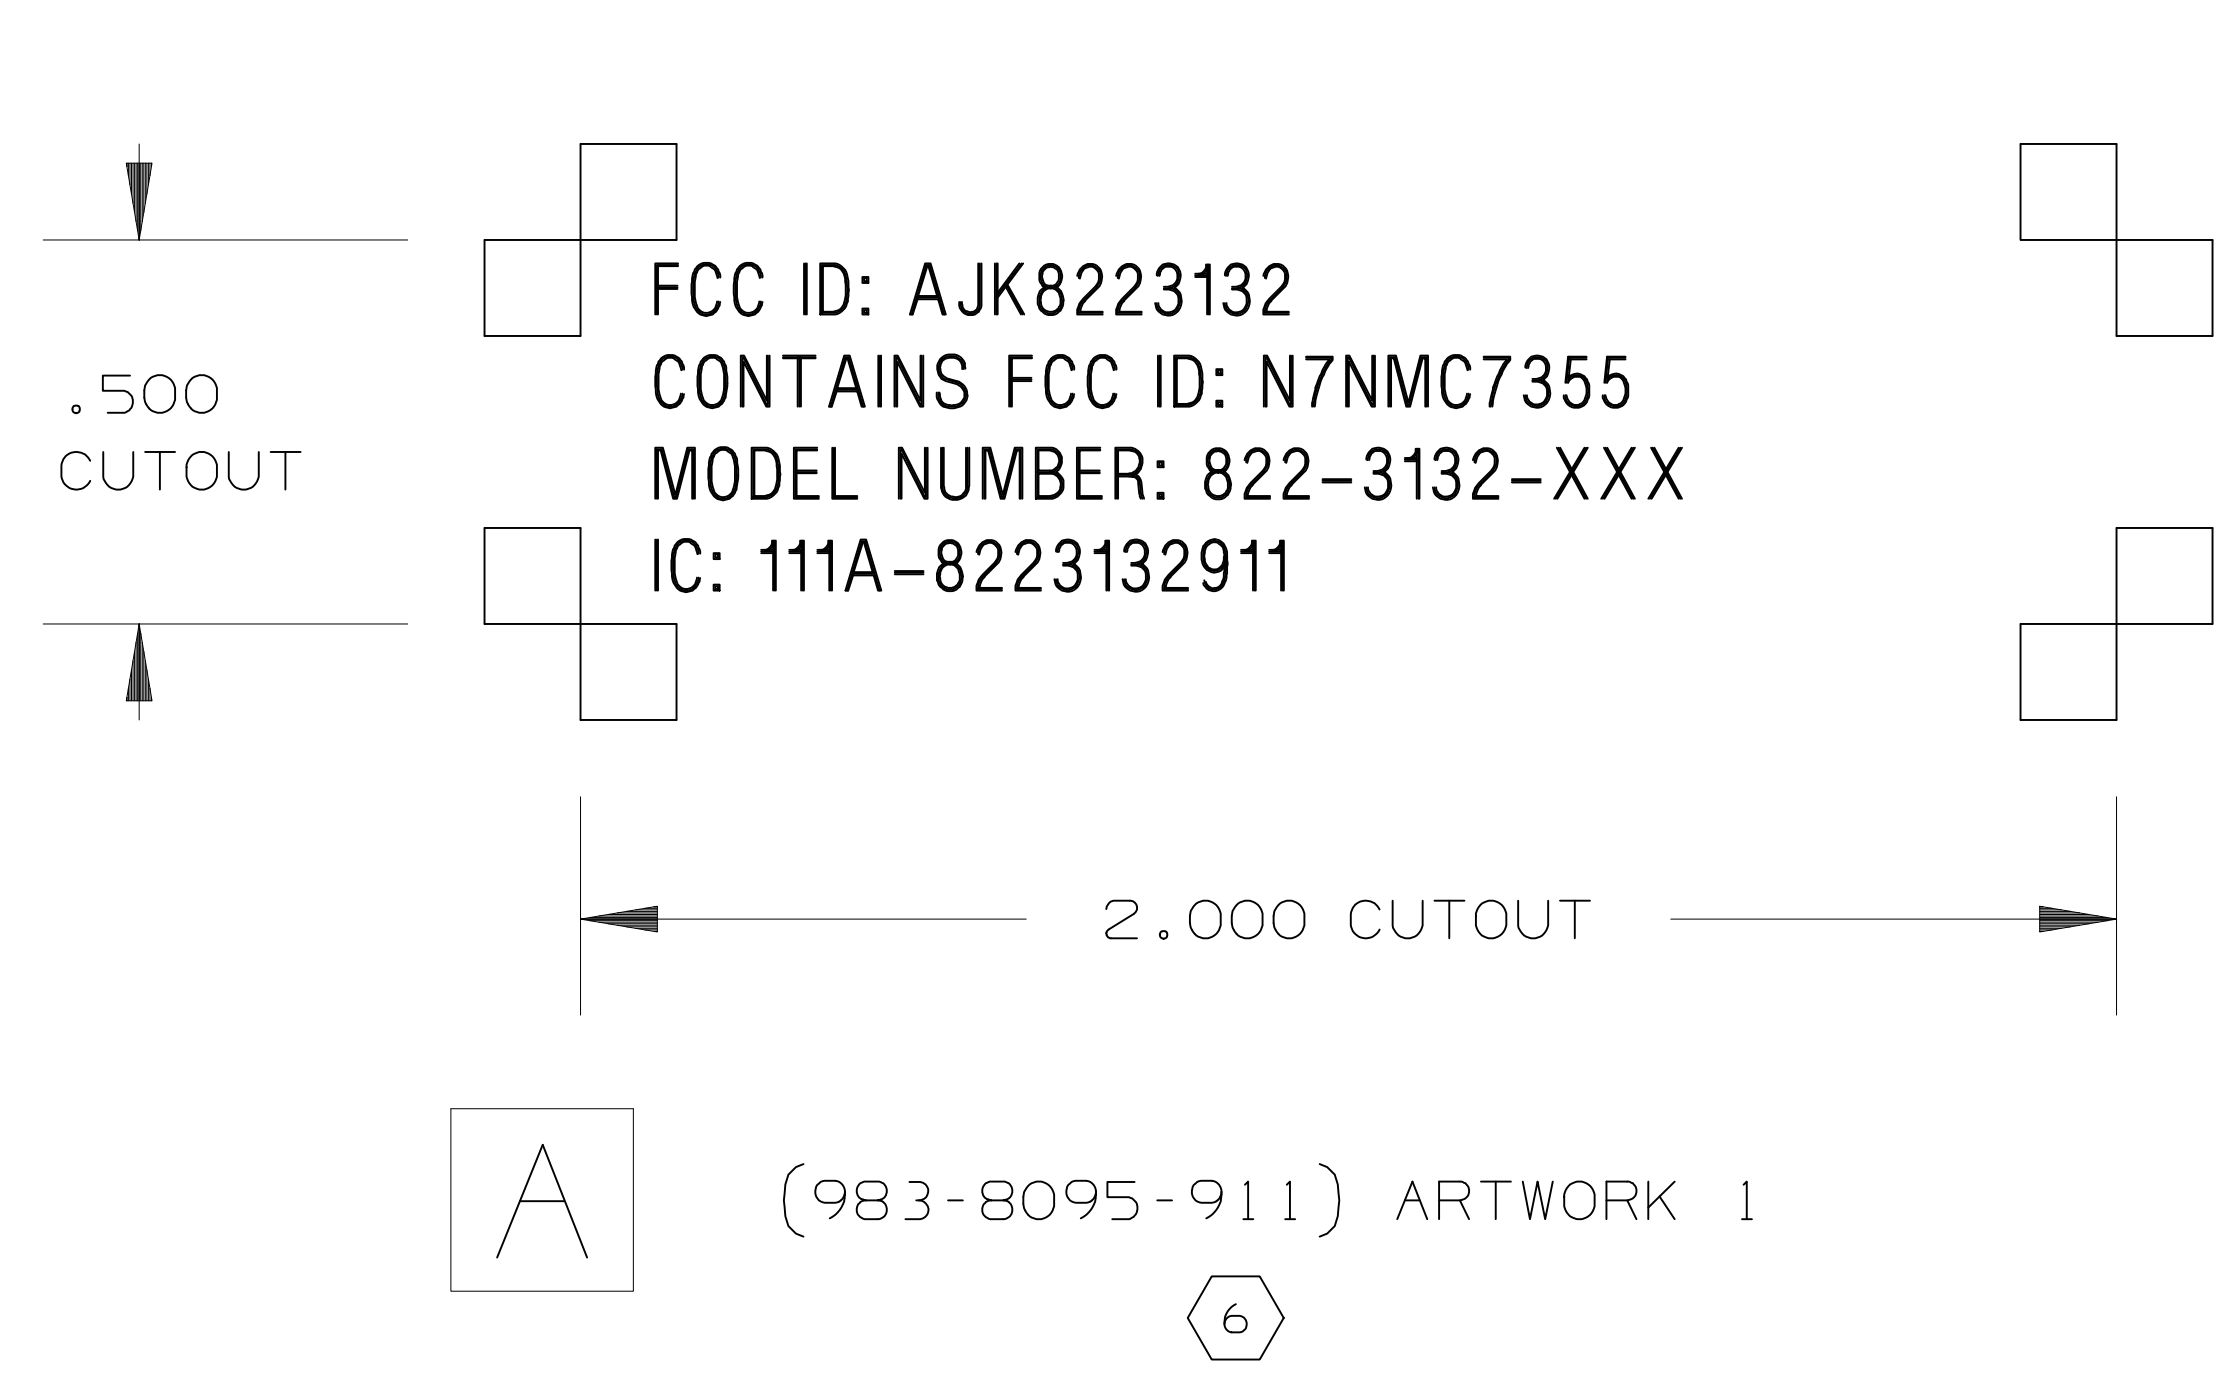 FCC ID: AJK8223132
CONTAINS FCC ID: N7NMC7355
MODEL NUMBER: 822-3132-XXX
IC: 111A-8223132911
.500
CUTOUT
2.000 CUTOUT
A
(983-8095-911) ARTWORK 1
6